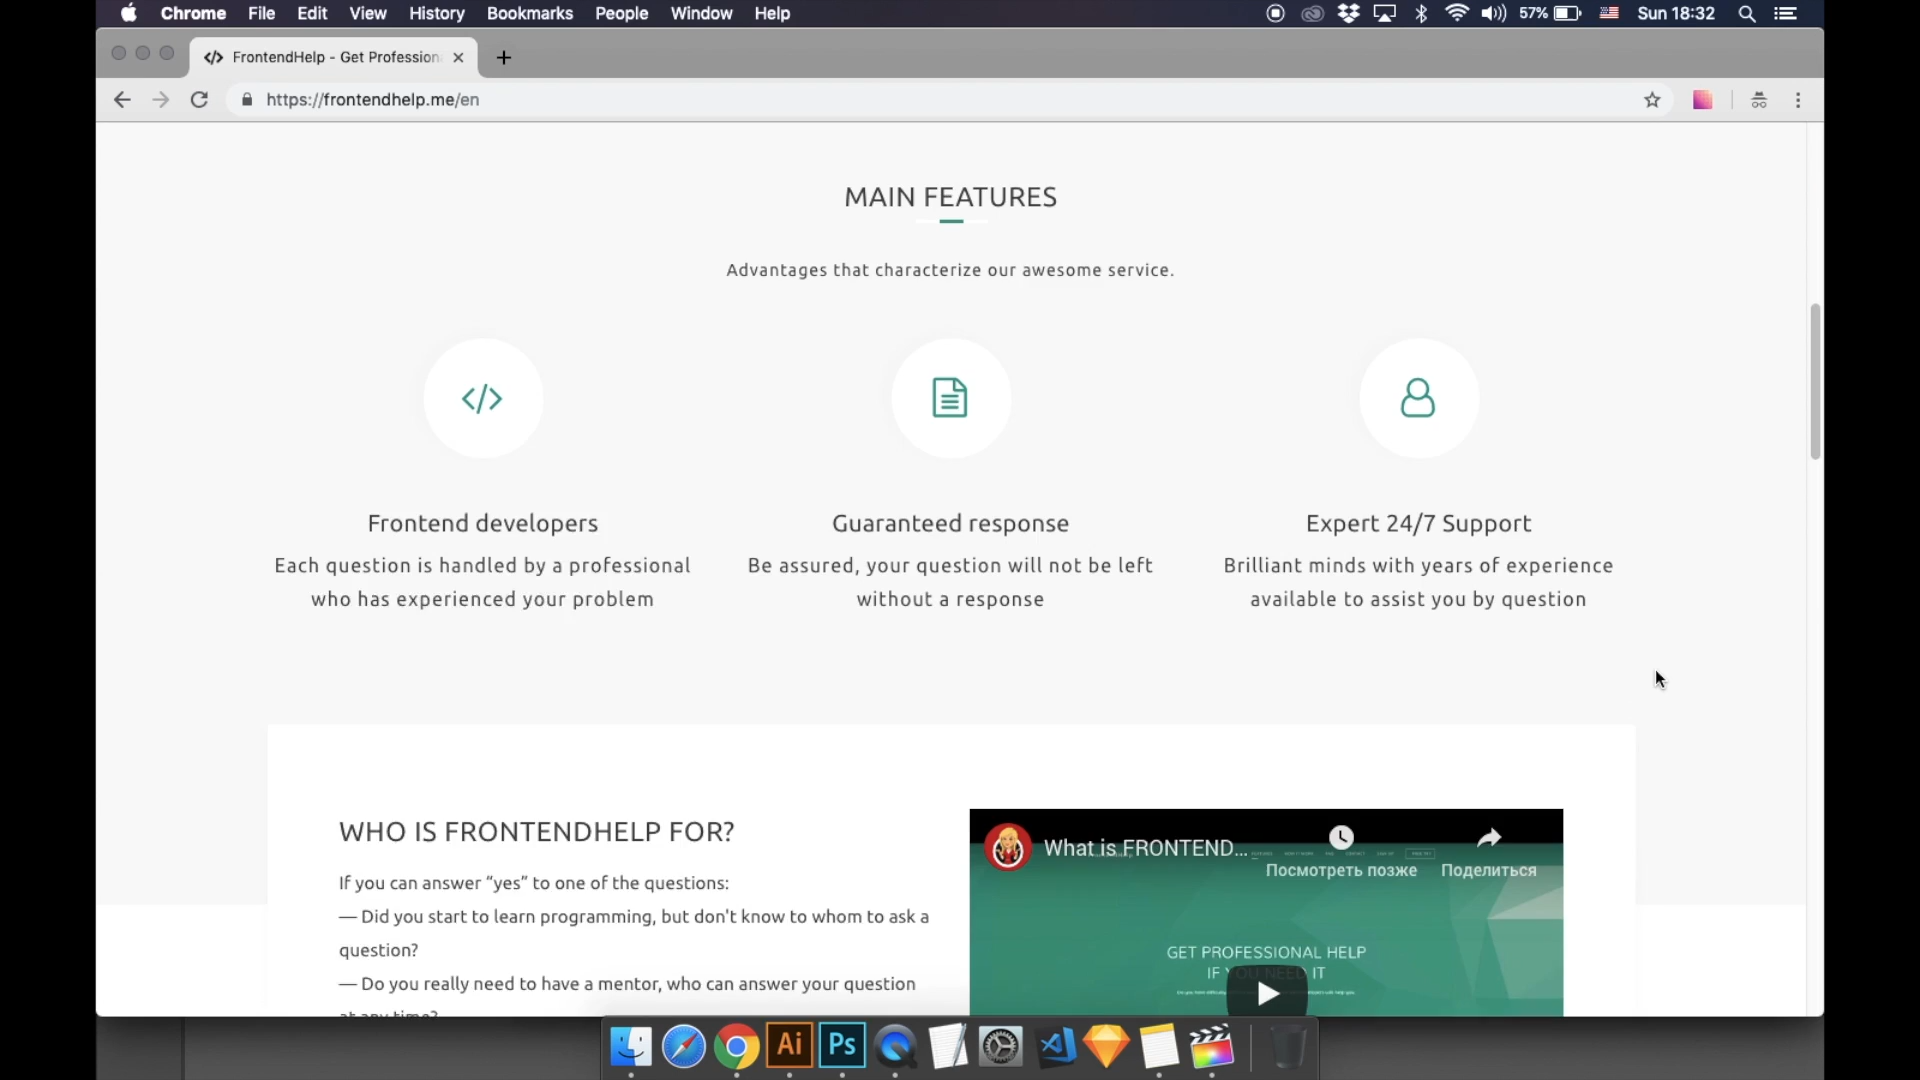 Chrome File Edit View History Bookmarks People Window Help 57% Sun 18:32
FrontendHelp - Get Profession
https://frontendhelp.me/en
MAIN FEATURES
Advantages that characterize our awesome service.
Frontend developers
Each question is handled by a professional
who has experienced your problem
Guaranteed response
Be assured, your question will not be left
without a response
Expert 24/7 Support
Brilliant minds with years of experience
available to assist you by question
WHO IS FRONTENDHELP FOR?
If you can answer “yes” to one of the questions:
— Did you start to learn programming, but don't know to whom to ask a
question?
— Do you really need to have a mentor, who can answer your question
at any time?
What is FRONTEND...
Посмотреть позже
Поделиться
GET PROFESSIONAL HELP
IF YOU NEED IT
Ai
Ps